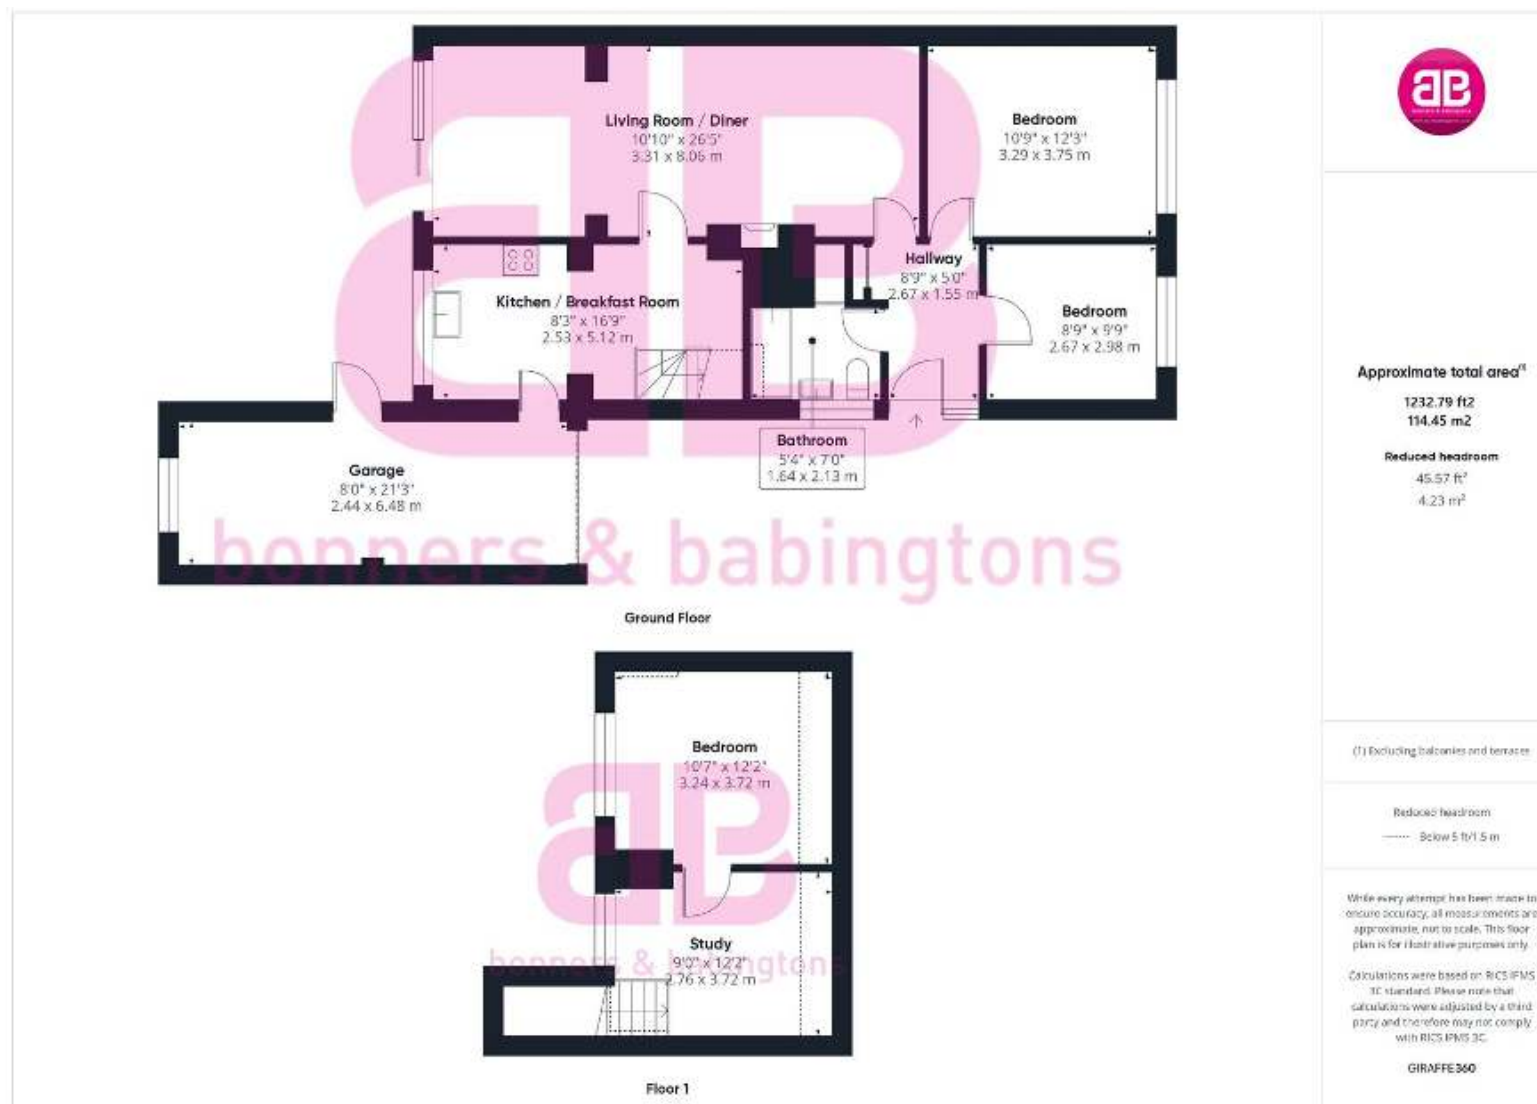 Living Room / Diner
10'10" x 26'5"
3.31 x 8.06 m
Bedroom
10'9" x 12'3"
3.29 x 3.75 m
Hallway
8'9" x 5'0"
2.67 x 1.55 m
Kitchen / Breakfast Room
8'3" x 16'9"
2.53 x 5.12 m
Bedroom
8'9" x 9'9"
2.67 x 2.98 m
Bathroom
5'4" x 7'0"
1.64 x 2.13 m
Garage
8'0" x 21'3"
2.44 x 6.48 m
bonners & babingtons
Ground Floor
Bedroom
10'7" x 12'2"
3.24 x 3.72 m
Study
9'0" x 12'2"
2.76 x 3.72 m
bonners & babingtons
Floor 1
Approximate total area(1)
1232.79 ft2
114.45 m2
Reduced headroom
45.57 ft²
4.23 m²
(1) Excluding balconies and terraces
Reduced headroom
Below 5 ft/1.5 m
While every attempt has been made to
ensure accuracy, all measurements are
approximate, not to scale. This floor
plan is for illustrative purposes only.
Calculations were based on RICS IPMS
3C standard. Please note that
calculations were adjusted by a third
party and therefore may not comply
with RICS IPMS 3C.
GIRAFFE360